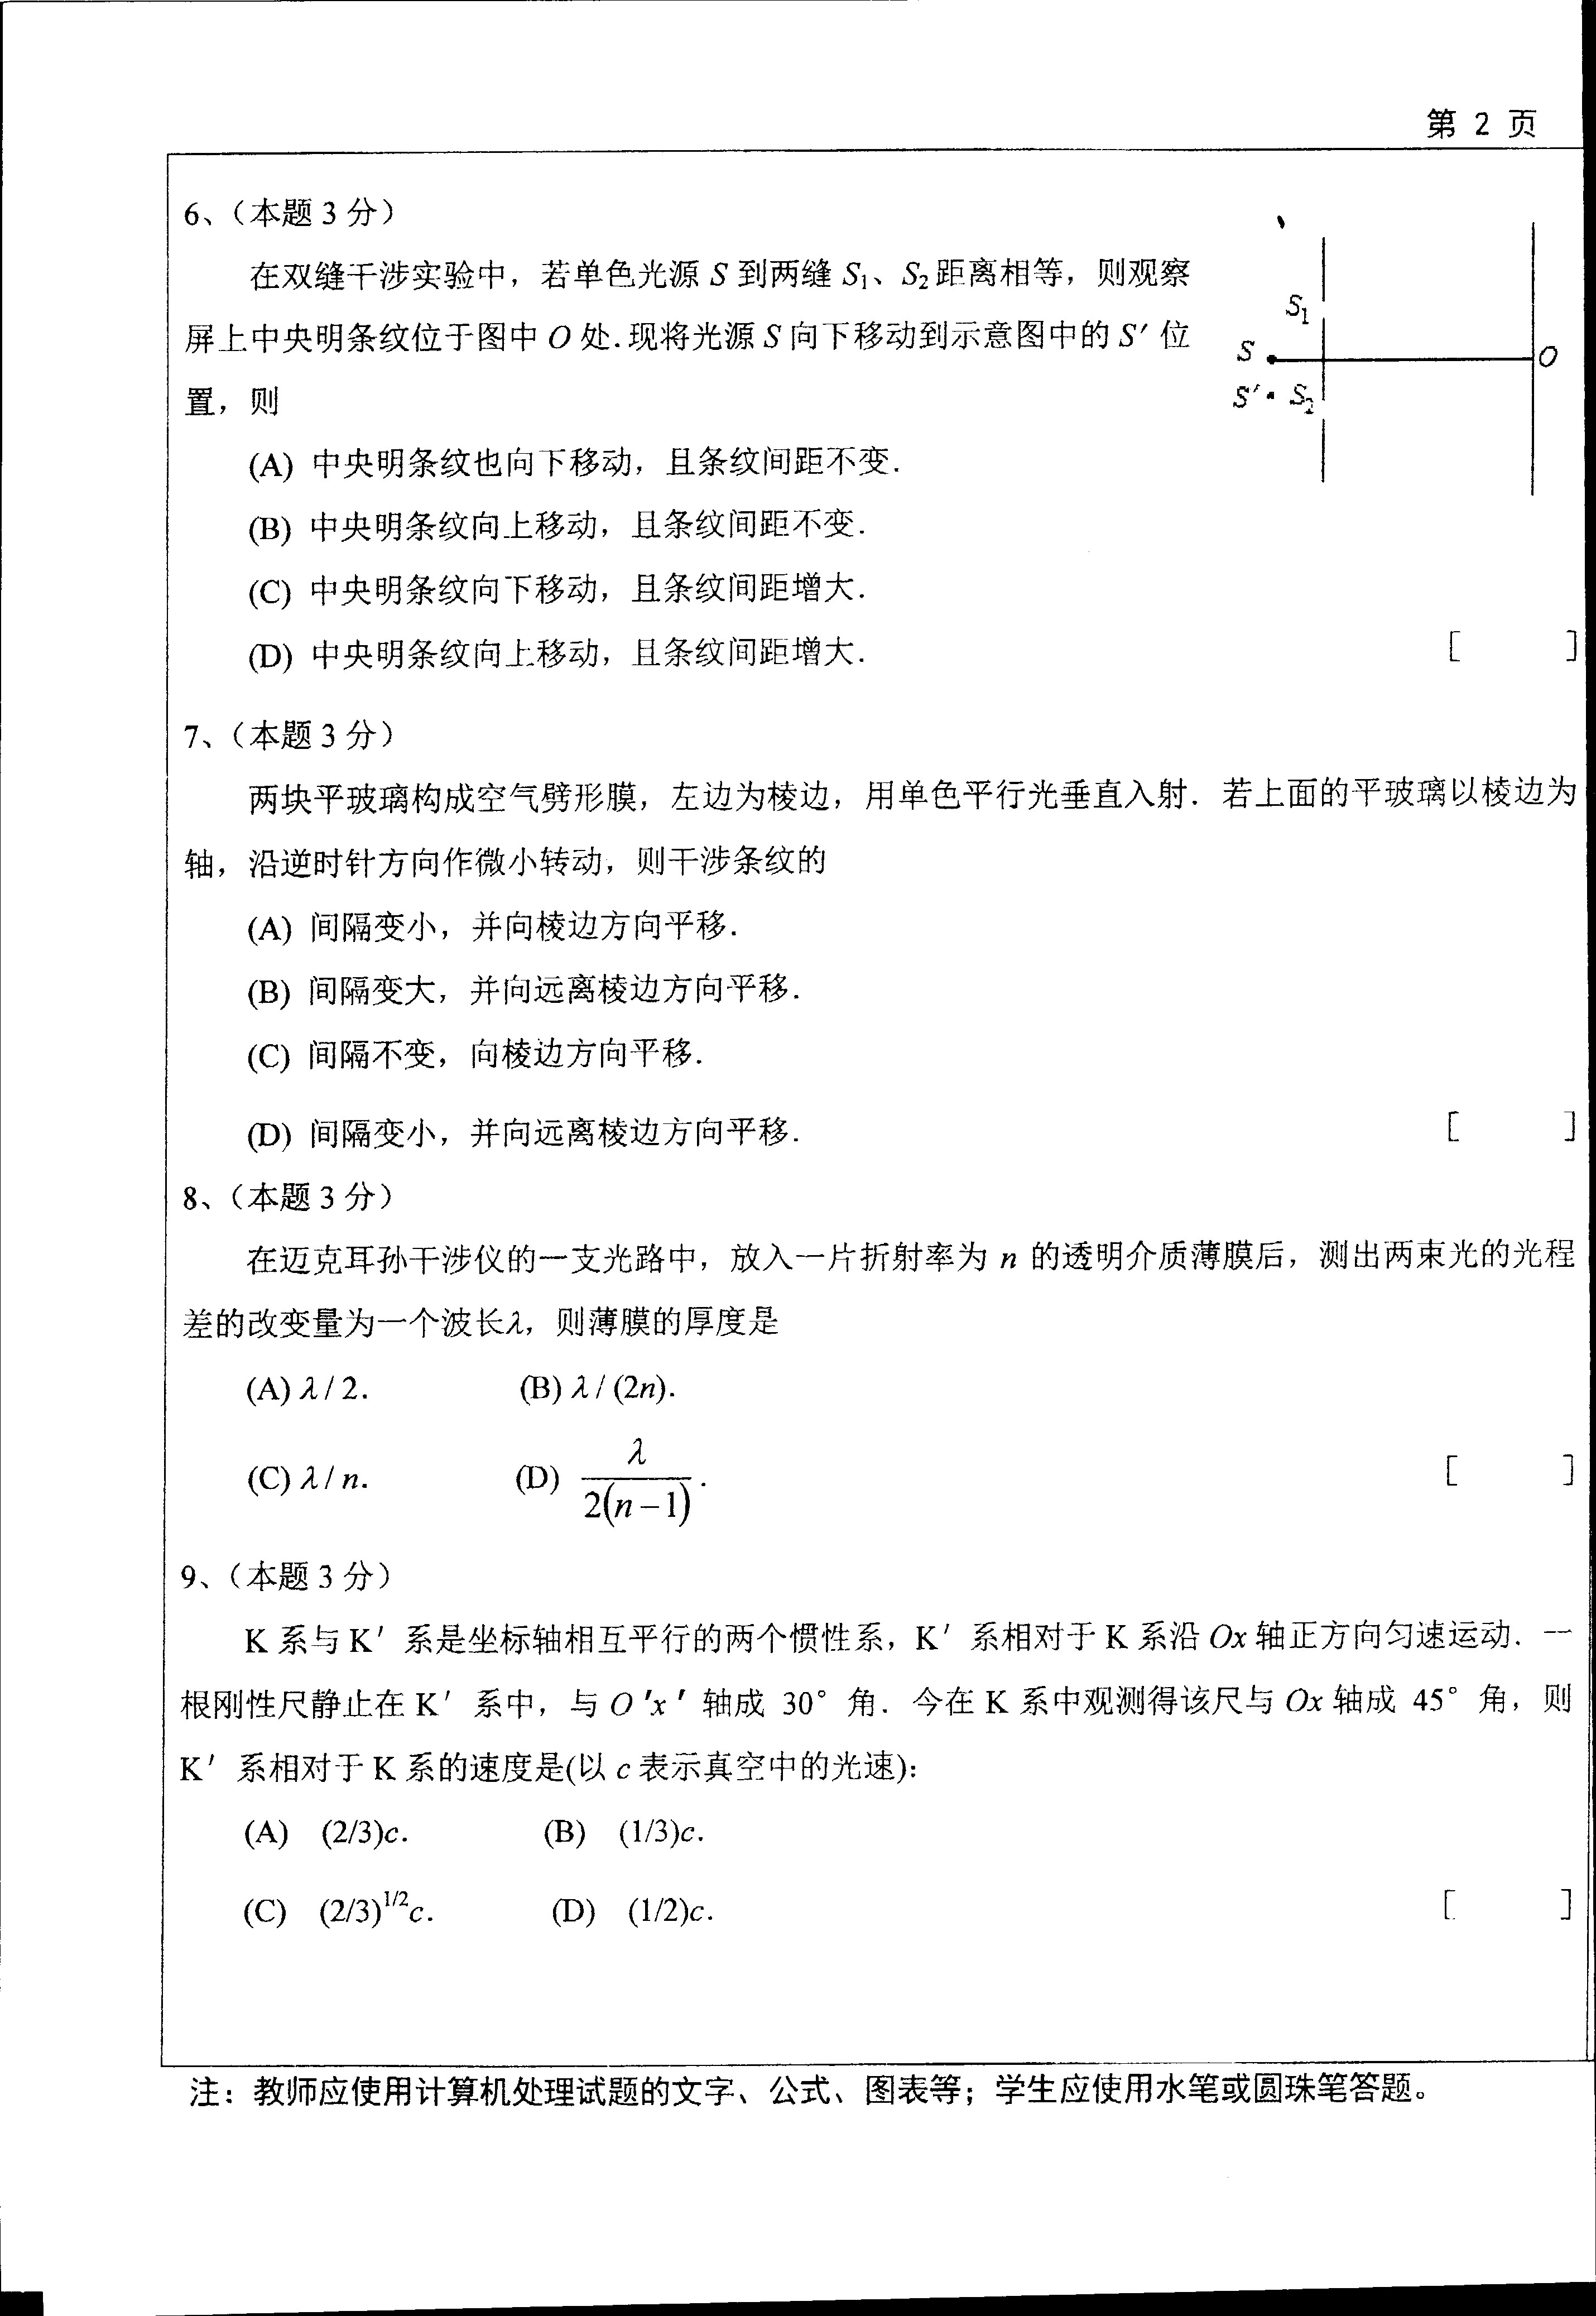 第 2 页
6、（本题 3 分）
在双缝干涉实验中，若单色光源 S 到两缝 S₁、S₂ 距离相等，则观察
屏上中央明条纹位于图中 O 处．现将光源 S 向下移动到示意图中的 S′ 位
置，则
S₁
S
O
S′
S₂
(A) 中央明条纹也向下移动，且条纹间距不变．
(B) 中央明条纹向上移动，且条纹间距不变．
(C) 中央明条纹向下移动，且条纹间距增大．
(D) 中央明条纹向上移动，且条纹间距增大． [ ]
7、（本题 3 分）
两块平玻璃构成空气劈形膜，左边为棱边，用单色平行光垂直入射．若上面的平玻璃以棱边为
轴，沿逆时针方向作微小转动，则干涉条纹的
(A) 间隔变小，并向棱边方向平移．
(B) 间隔变大，并向远离棱边方向平移．
(C) 间隔不变，向棱边方向平移．
(D) 间隔变小，并向远离棱边方向平移． [ ]
8、（本题 3 分）
在迈克耳孙干涉仪的一支光路中，放入一片折射率为 n 的透明介质薄膜后，测出两束光的光程
差的改变量为一个波长λ，则薄膜的厚度是
(A) λ / 2. (B) λ / (2n).
(C) λ / n. (D) λ/2(n−1). [ ]
9、（本题 3 分）
K 系与 K′ 系是坐标轴相互平行的两个惯性系，K′ 系相对于 K 系沿 Ox 轴正方向匀速运动．一
根刚性尺静止在 K′ 系中，与 O′x′ 轴成 30° 角．今在 K 系中观测得该尺与 Ox 轴成 45° 角，则
K′ 系相对于 K 系的速度是(以 c 表示真空中的光速)：
(A) (2/3)c. (B) (1/3)c.
(C) (2/3)^{1/2}c. (D) (1/2)c. [ ]
注：教师应使用计算机处理试题的文字、公式、图表等；学生应使用水笔或圆珠笔答题。